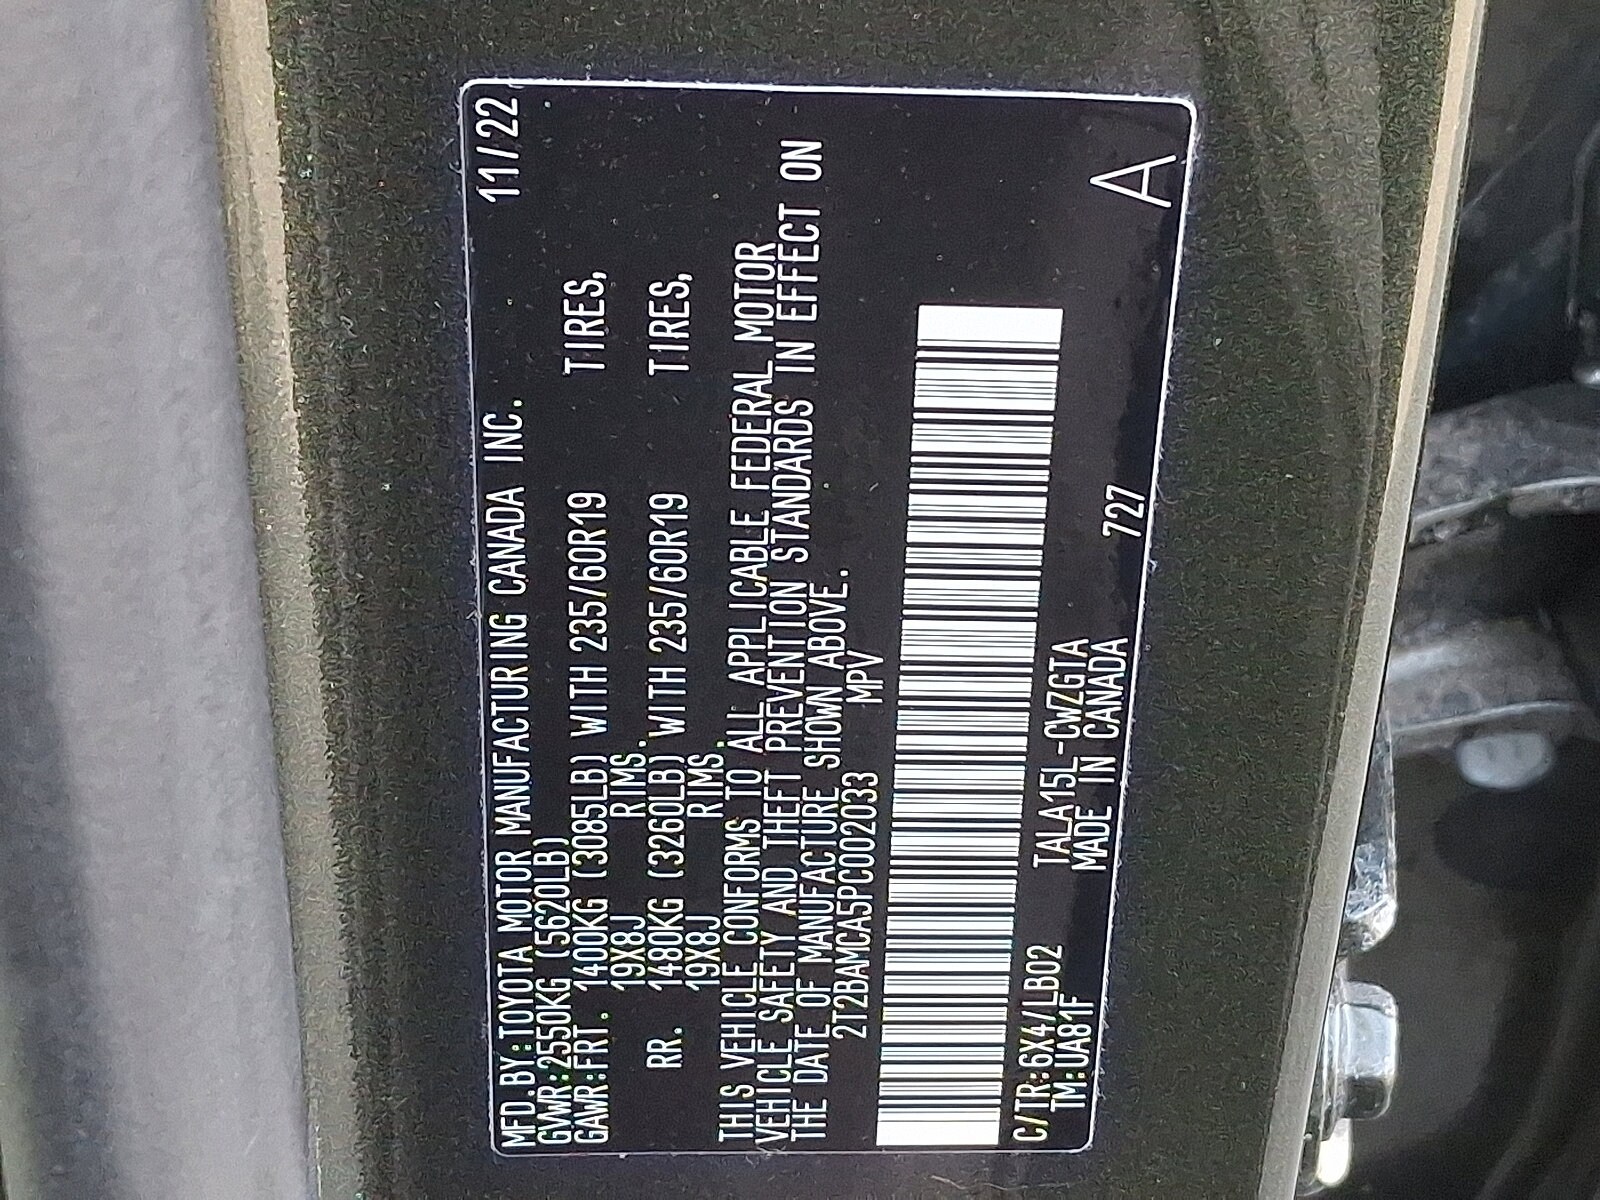 MFD.BY:TOYOTA MOTOR MANUFACTURING CANADA INC. 11/22
GVWR:2550KG (5620LB)
GAWR:FRT. 1400KG (3085LB) WITH 235/60R19 TIRES,
19X8J RIMS.
RR. 1480KG (3260LB) WITH 235/60R19 TIRES,
19X8J RIMS.
THIS VEHICLE CONFORMS TO ALL APPLICABLE FEDERAL MOTOR
VEHICLE SAFETY AND THEFT PREVENTION STANDARDS IN EFFECT ON
THE DATE OF MANUFACTURE SHOWN ABOVE.
2T2BAMCA5PC002033 MPV
C/TR:6X4/LB02 TALA15L-CWZGTA
TM:UA81F MADE IN CANADA 727 A